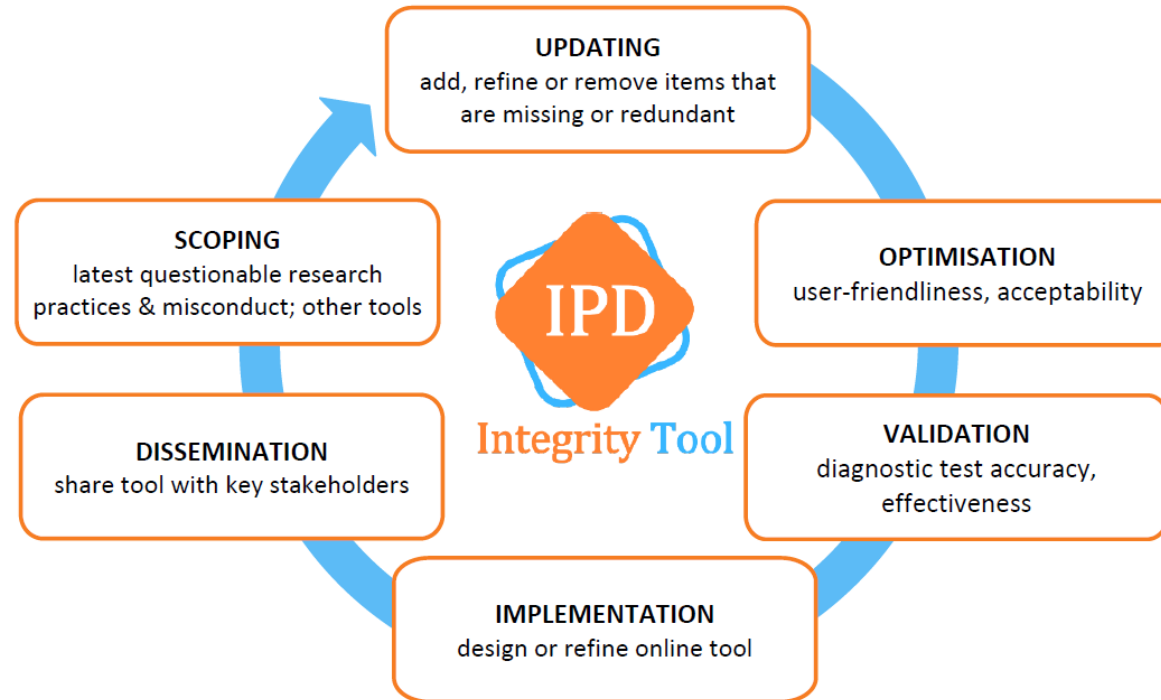 UPDATING
add, refine or remove items that
are missing or redundant
OPTIMISATION
user-friendliness, acceptability
VALIDATION
diagnostic test accuracy,
effectiveness
IMPLEMENTATION
design or refine online tool
DISSEMINATION
share tool with key stakeholders
SCOPING
latest questionable research
practices & misconduct; other tools
IPD
Integrity Tool